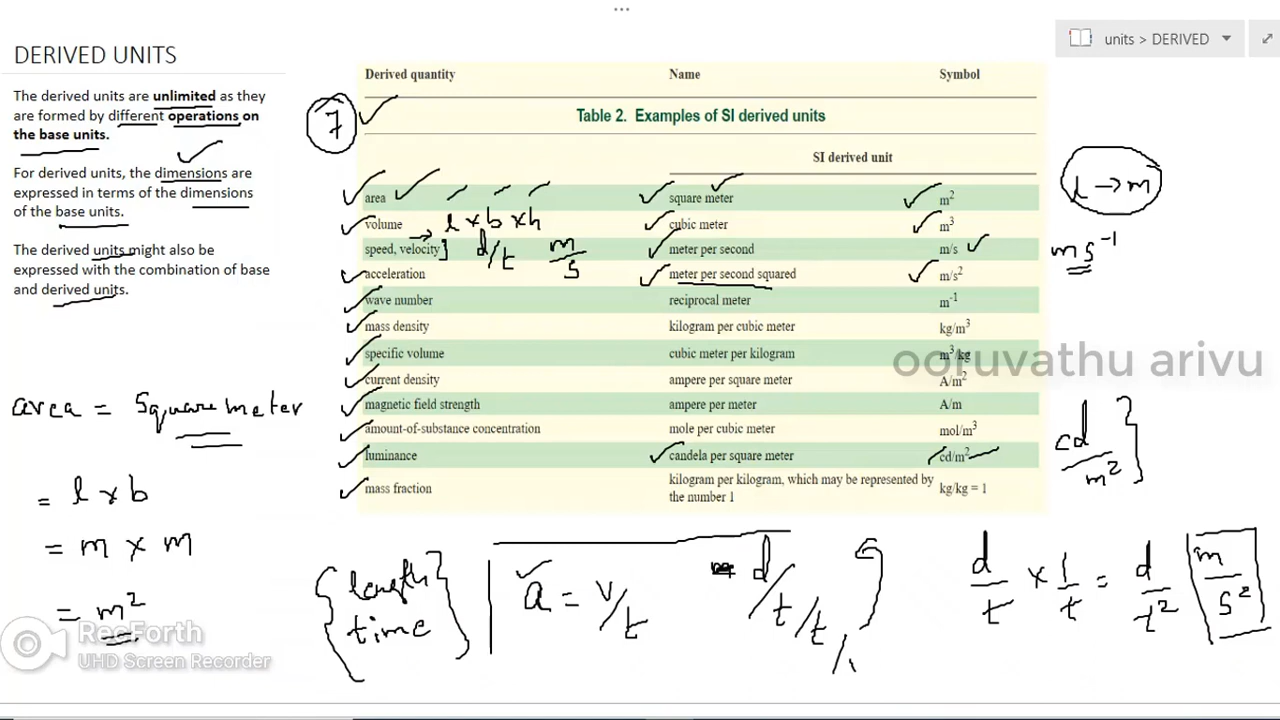 units > DERIVED
DERIVED UNITS
The derived units are unlimited as they
are formed by different operations on
the base units.
For derived units, the dimensions are
expressed in terms of the dimensions
of the base units.
The derived units might also be
expressed with the combination of base
and derived units.
area = Square meter
= l × b
= m × m
= m²
7
Derived quantity Name Symbol
Table 2. Examples of SI derived units
SI derived unit
area square meter m²
volume l × b × h cubic meter m³
speed, velocity d/t m/s meter per second m/s
acceleration meter per second squared m/s²
wave number reciprocal meter m⁻¹
mass density kilogram per cubic meter kg/m³
specific volume cubic meter per kilogram m³/kg
current density ampere per square meter A/m²
magnetic field strength ampere per meter A/m
amount-of-substance concentration mole per cubic meter mol/m³
luminance candela per square meter cd/m²
mass fraction kilogram per kilogram, which may be represented by kg/kg = 1
the number 1
l → m
ms⁻¹
ooruvathu arivu
cd/m²
length
time
a = v/t
d/t/t
d/t × 1/t = d/t² m/s²
RecForth
UHD Screen Recorder